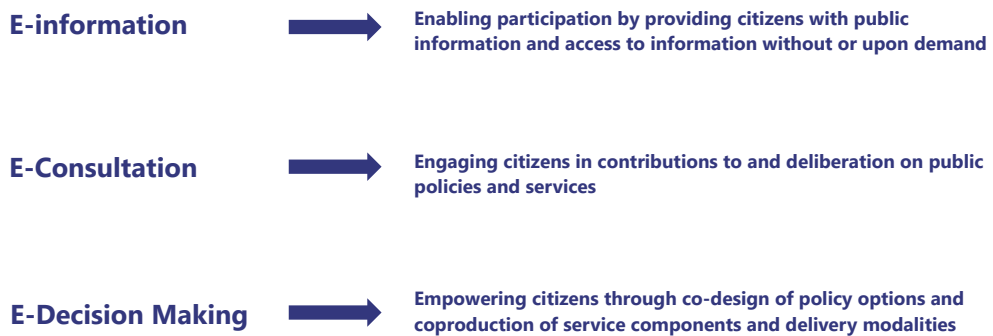 E-information
Enabling participation by providing citizens with public
information and access to information without or upon demand
E-Consultation
Engaging citizens in contributions to and deliberation on public
policies and services
E-Decision Making
Empowering citizens through co-design of policy options and
coproduction of service components and delivery modalities